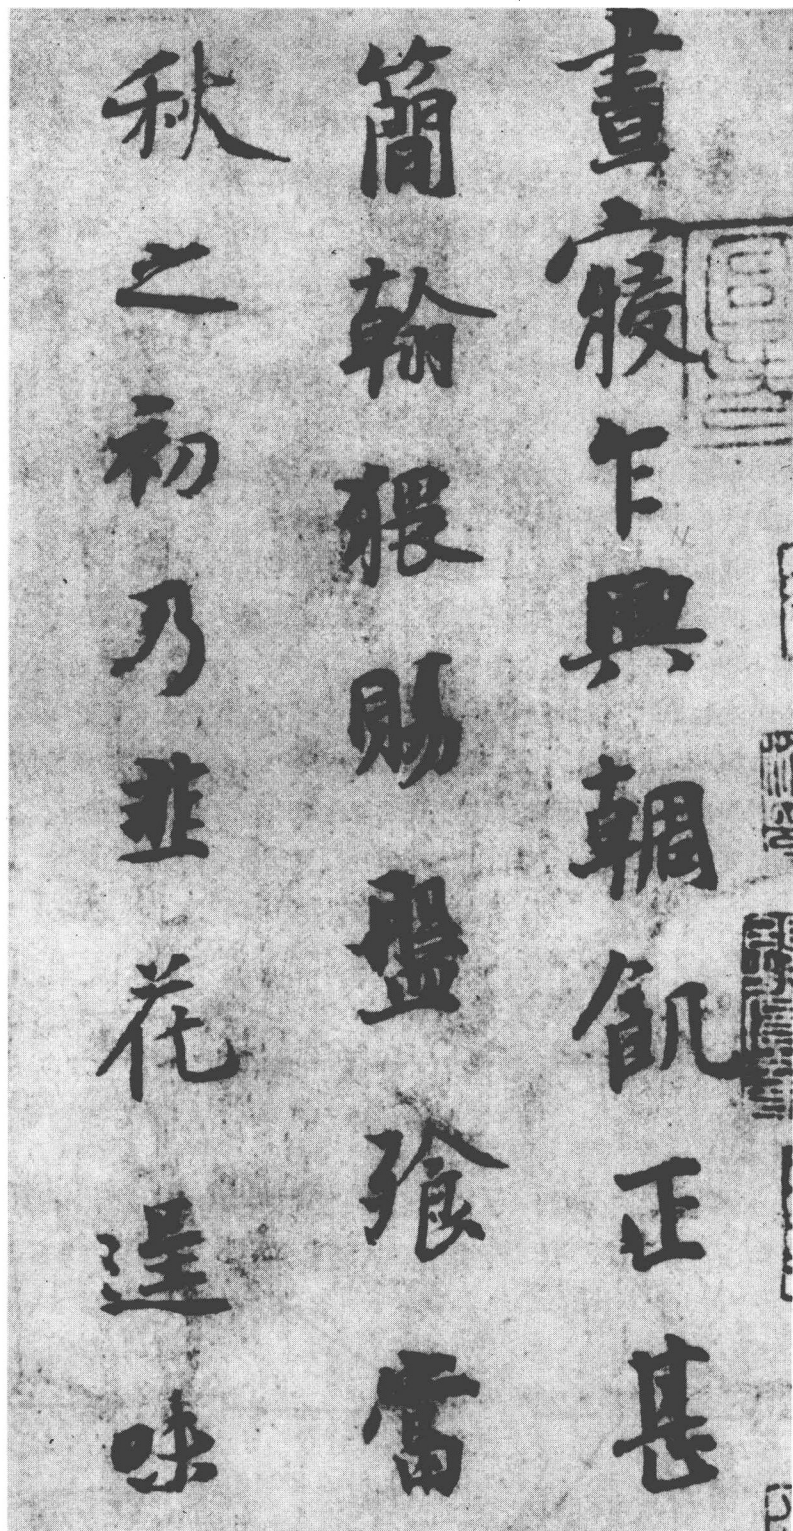 晝寢乍興輖飢正甚
簡翰猥賜盤飱當
秋之初乃韭花逞味